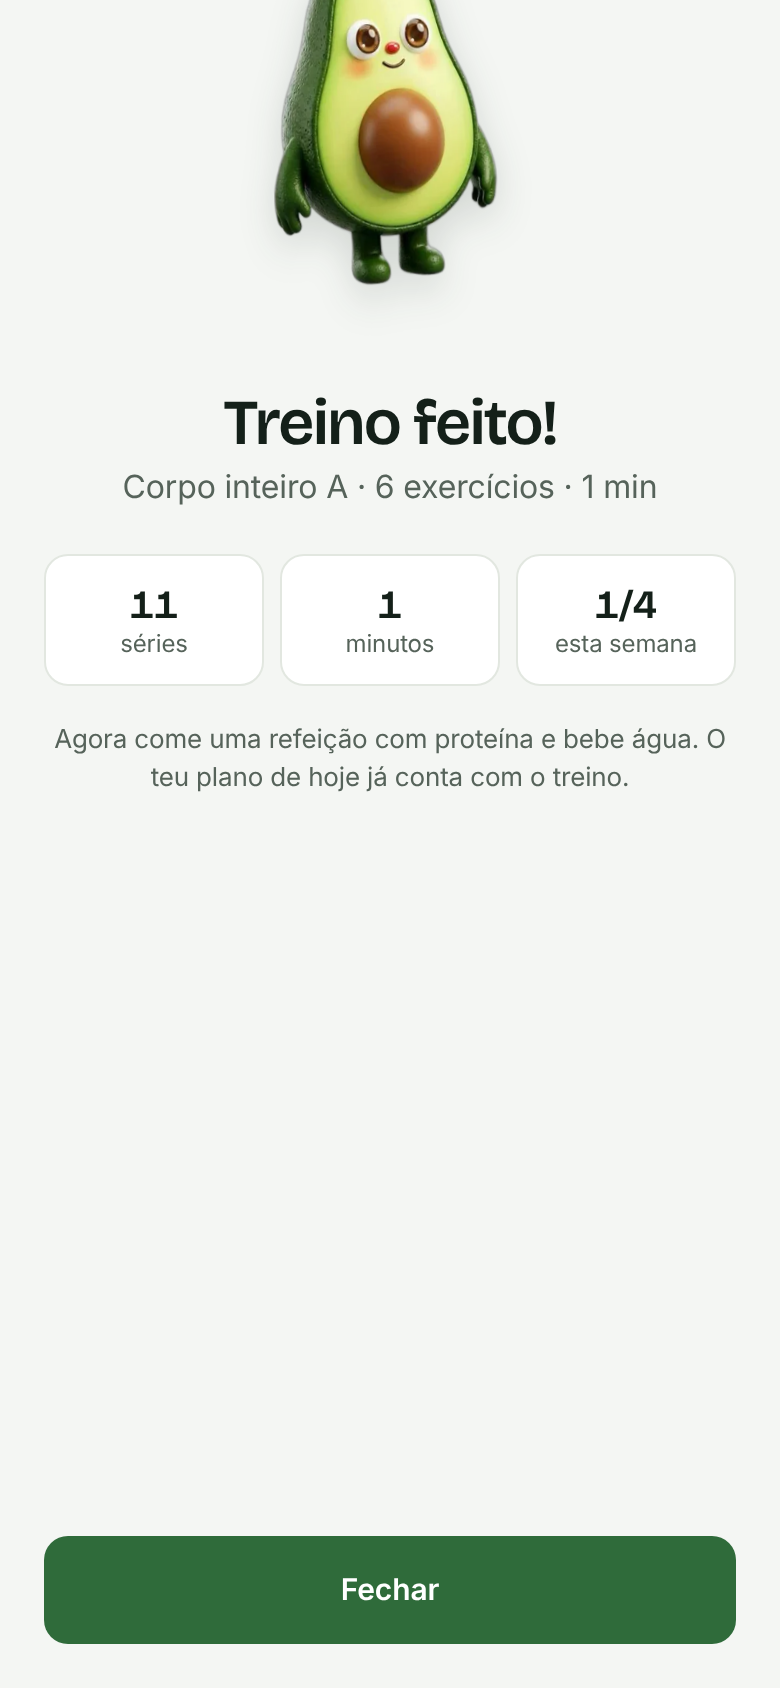 Treino feito!
Corpo inteiro A · 6 exercícios · 1 min
11
séries
1
minutos
1/4
esta semana
Agora come uma refeição com proteína e bebe água. O
teu plano de hoje já conta com o treino.
Fechar